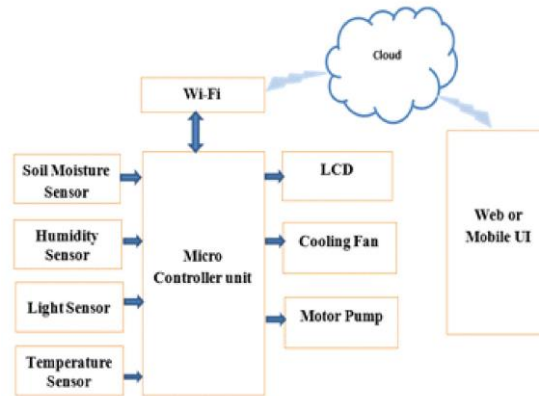 Cloud
Wi-Fi
Soil Moisture
Sensor
Humidity
Sensor
Light Sensor
Temperature
Sensor
Micro
Controller unit
LCD
Cooling Fan
Motor Pump
Web or
Mobile UI